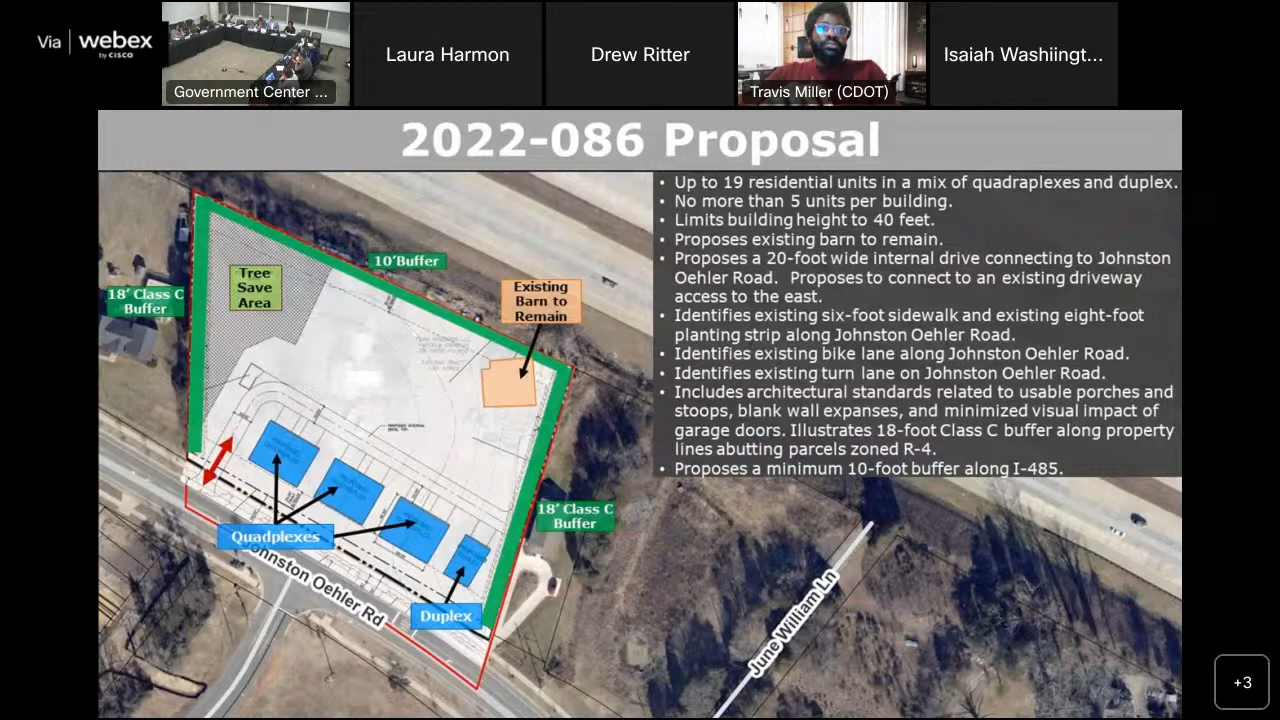 Via | webex
by CISCO
Government Center ...
Laura Harmon
Drew Ritter
Travis Miller (CDOT)
Isaiah Washiingt...
2022-086 Proposal
• Up to 19 residential units in a mix of quadraplexes and duplex.
• No more than 5 units per building.
• Limits building height to 40 feet.
• Proposes existing barn to remain.
• Proposes a 20-foot wide internal drive connecting to Johnston
Oehler Road. Proposes to connect to an existing driveway
access to the east.
• Identifies existing six-foot sidewalk and existing eight-foot
planting strip along Johnston Oehler Road.
• Identifies existing bike lane along Johnston Oehler Road.
• Identifies existing turn lane on Johnston Oehler Road.
• Includes architectural standards related to usable porches and
stoops, blank wall expanses, and minimized visual impact of
garage doors. Illustrates 18-foot Class C buffer along property
lines abutting parcels zoned R-4.
• Proposes a minimum 10-foot buffer along I-485.
10'Buffer
Tree
Save
Area
18' Class C
Buffer
Existing
Barn to
Remain
18' Class C
Buffer
Quadplexes
Duplex
Johnston Oehler Rd
June William Ln
+3